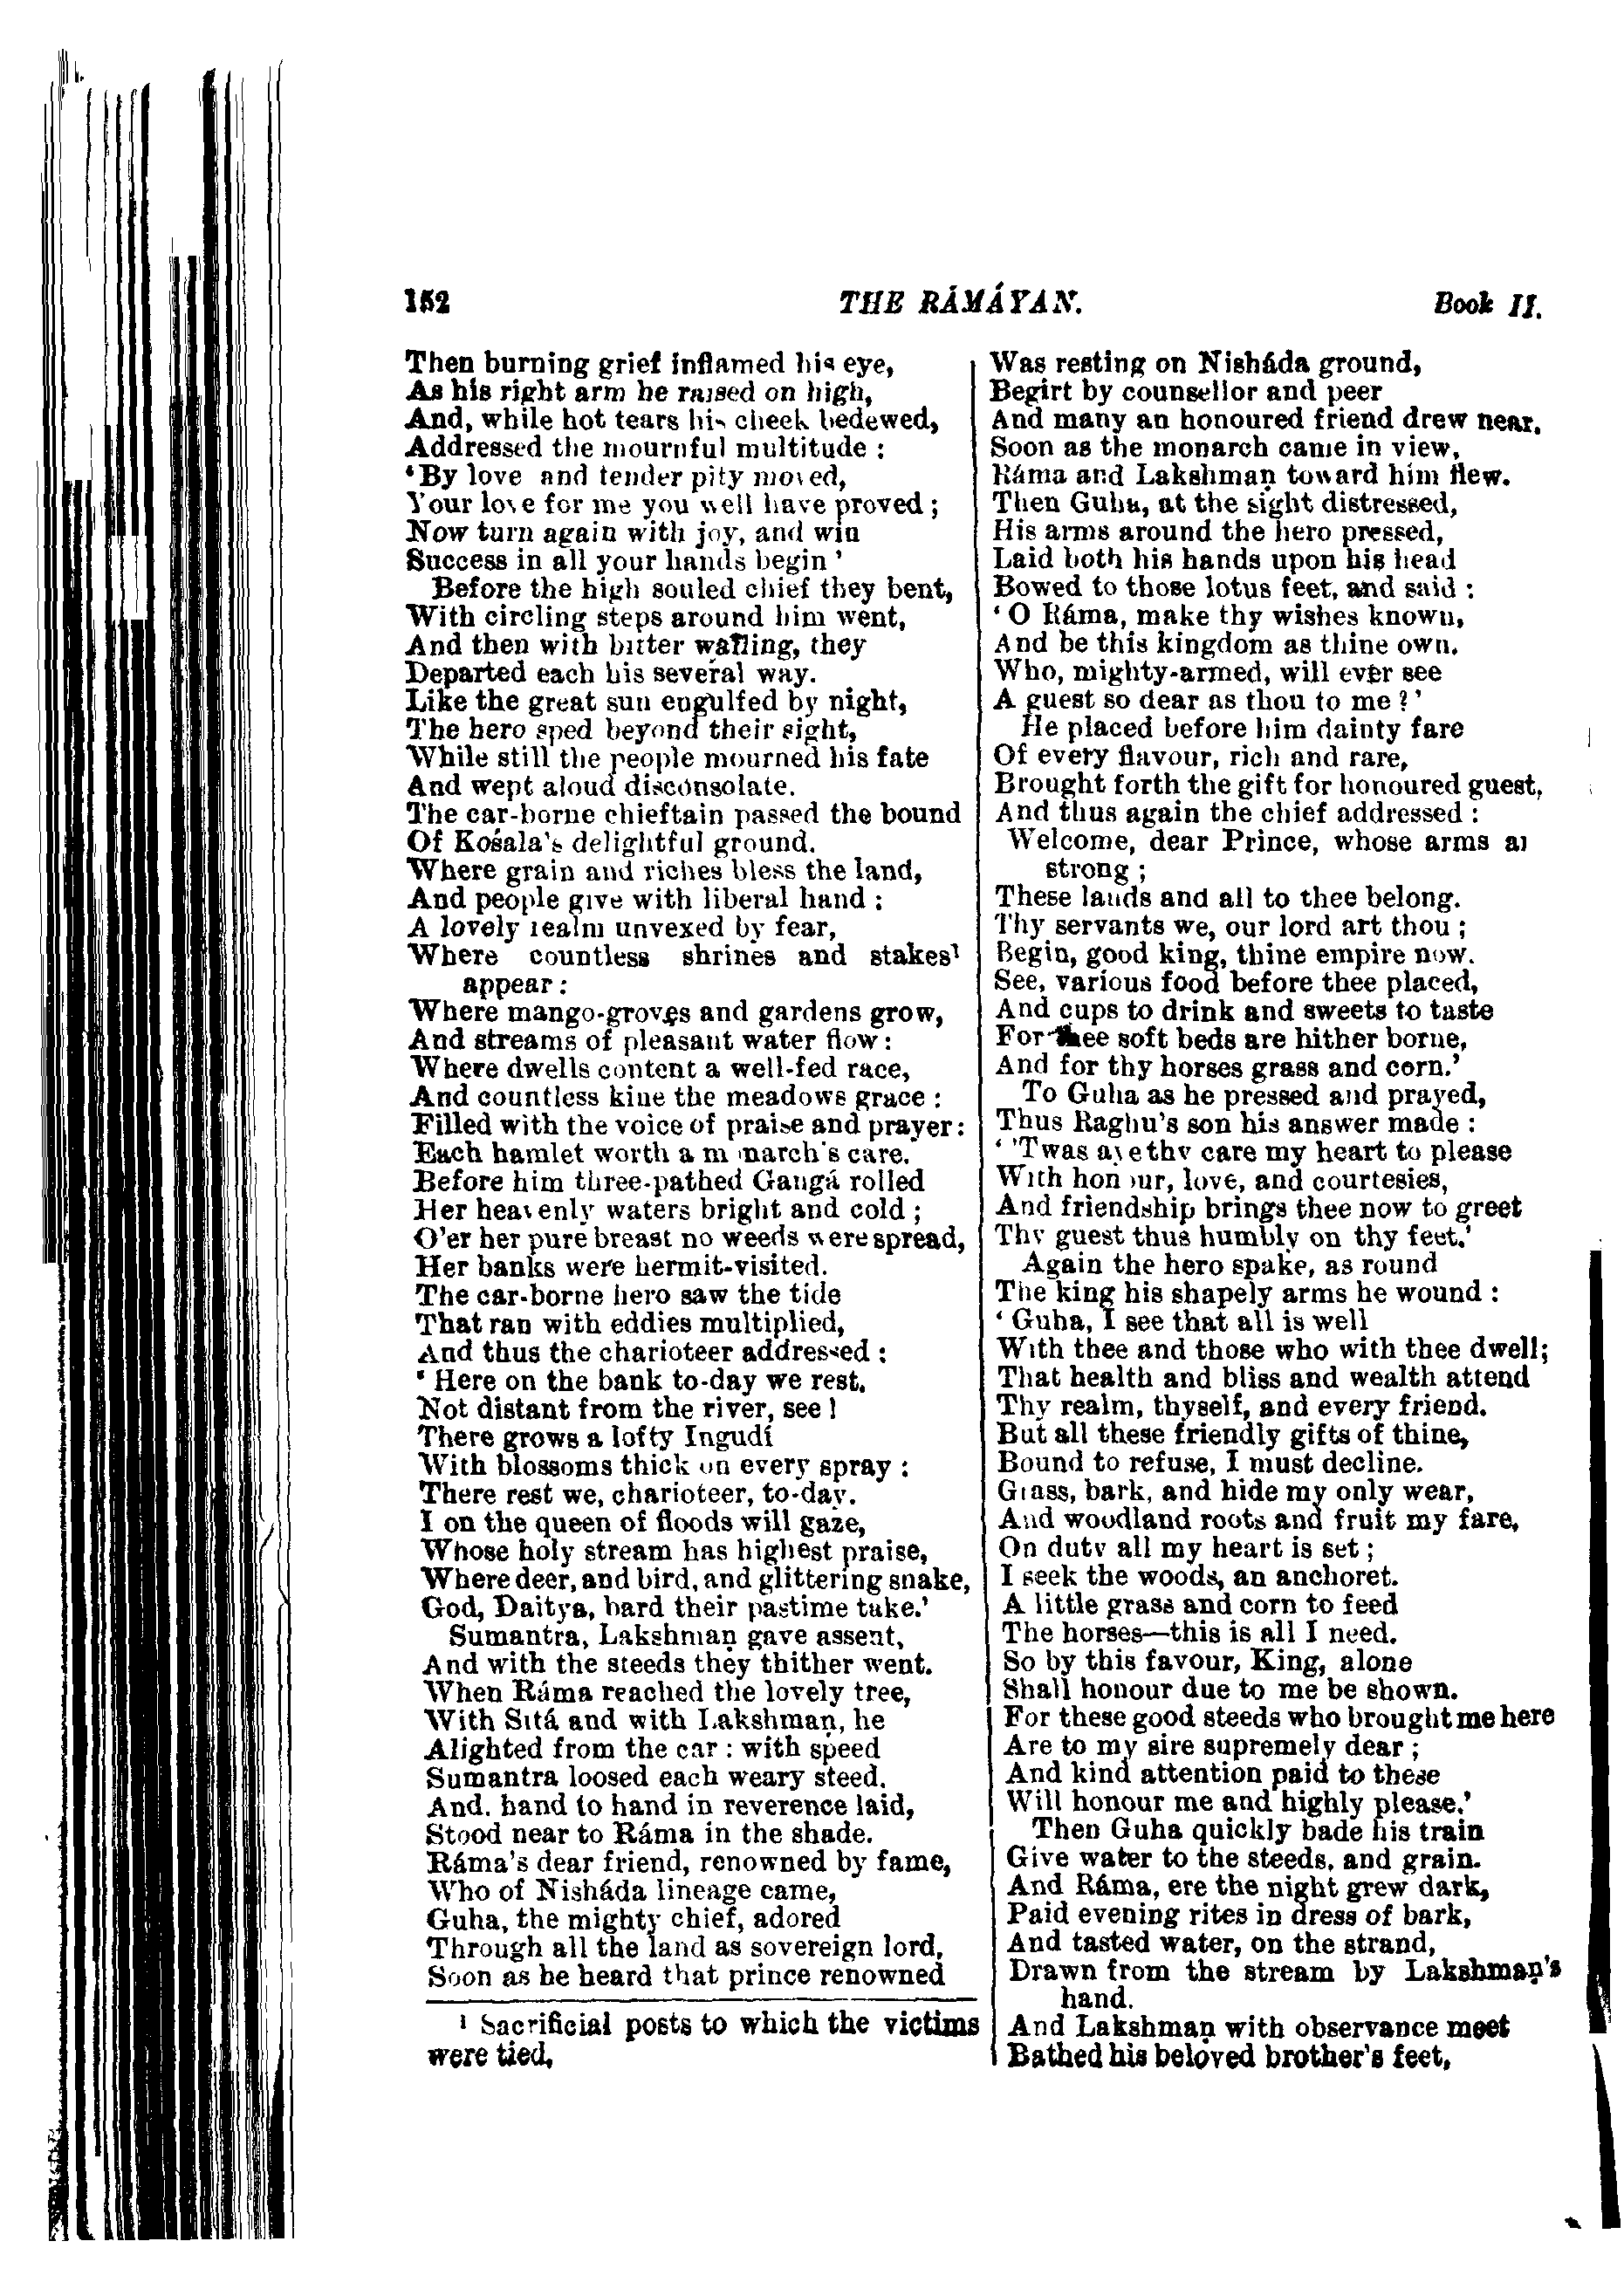 152 THE RÁMÁYAN. Book II.
Then burning grief inflamed his eye,
As his right arm he raised on high,
And, while hot tears his cheek bedewed,
Addressed the mournful multitude :
‘By love and tender pity moved,
Your love for me you well have proved ;
Now turn again with joy, and win
Success in all your hands begin ’
Before the high souled chief they bent,
With circling steps around him went,
And then with bitter wailing, they
Departed each his several way.
Like the great sun engulfed by night,
The hero sped beyond their sight,
While still the people mourned his fate
And wept aloud disconsolate.
The car-borne chieftain passed the bound
Of Kośala's delightful ground.
Where grain and riches bless the land,
And people give with liberal hand :
A lovely realm unvexed by fear,
Where countless shrines and stakes¹
appear :
Where mango-groves and gardens grow,
And streams of pleasant water flow :
Where dwells content a well-fed race,
And countless kine the meadows grace :
Filled with the voice of praise and prayer :
Each hamlet worth a monarch's care.
Before him three-pathed Gangá rolled
Her heavenly waters bright and cold ;
O'er her pure breast no weeds were spread,
Her banks were hermit-visited.
The car-borne hero saw the tide
That ran with eddies multiplied,
And thus the charioteer addressed :
‘ Here on the bank to-day we rest.
Not distant from the river, see !
There grows a lofty Ingudí
With blossoms thick on every spray :
There rest we, charioteer, to-day.
I on the queen of floods will gaze,
Whose holy stream has highest praise,
Where deer, and bird, and glittering snake,
God, Daitya, bard their pastime take.’
Sumantra, Lakshmaṇ gave assent,
And with the steeds they thither went.
When Ráma reached the lovely tree,
With Sítá and with Lakshmaṇ, he
Alighted from the car : with speed
Sumantra loosed each weary steed.
And, hand to hand in reverence laid,
Stood near to Ráma in the shade.
Ráma's dear friend, renowned by fame,
Who of Nisháda lineage came,
Guha, the mighty chief, adored
Through all the land as sovereign lord,
Soon as he heard that prince renowned
¹ Sacrificial posts to which the victims
were tied.
Was resting on Nisháda ground,
Begirt by counsellor and peer
And many an honoured friend drew near.
Soon as the monarch came in view,
Ráma and Lakshmaṇ toward him flew.
Then Guha, at the sight distressed,
His arms around the hero pressed,
Laid both his hands upon his head
Bowed to those lotus feet, and said :
‘ O Ráma, make thy wishes known,
And be this kingdom as thine own.
Who, mighty-armed, will ever see
A guest so dear as thou to me ?’
He placed before him dainty fare
Of every flavour, rich and rare,
Brought forth the gift for honoured guest,
And thus again the chief addressed :
Welcome, dear Prince, whose arms
strong ;
These lands and all to thee belong.
Thy servants we, our lord art thou ;
Begin, good king, thine empire now.
See, various food before thee placed,
And cups to drink and sweets to taste
For thee soft beds are hither borne,
And for thy horses grass and corn.’
To Guha as he pressed and prayed,
Thus Raghu's son his answer made :
‘ 'Twas aye thy care my heart to please
With honour, love, and courtesies,
And friendship brings thee now to greet
Thy guest thus humbly on thy feet.’
Again the hero spake, as round
The king his shapely arms he wound :
‘ Guha, I see that all is well
With thee and those who with thee dwell;
That health and bliss and wealth attend
Thy realm, thyself, and every friend.
But all these friendly gifts of thine,
Bound to refuse, I must decline.
Grass, bark, and hide my only wear,
And woodland roots and fruit my fare,
On duty all my heart is set ;
I seek the woods, an anchoret.
A little grass and corn to feed
The horses—this is all I need.
So by this favour, King, alone
Shall honour due to me be shown.
For these good steeds who brought me here
Are to my sire supremely dear ;
And kind attention paid to these
Will honour me and highly please.’
Then Guha quickly bade his train
Give water to the steeds, and grain.
And Ráma, ere the night grew dark,
Paid evening rites in dress of bark,
And tasted water, on the strand,
Drawn from the stream by Lakshmaṇ's
hand.
And Lakshmaṇ with observance meet
Bathed his beloved brother's feet,